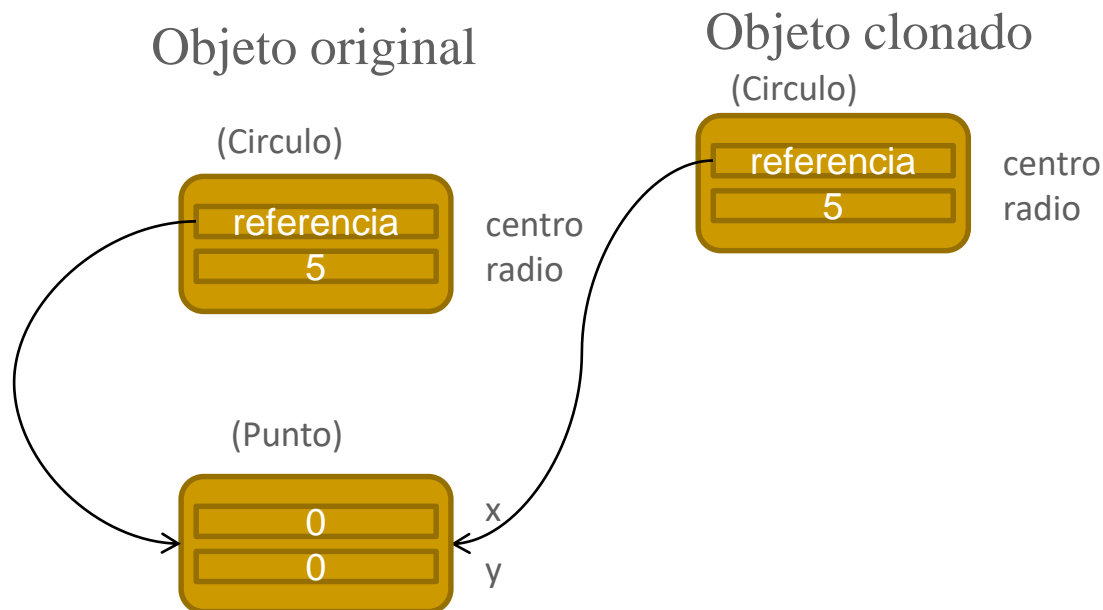 Objeto original
(Circulo)
referencia
centro
5
radio
Objeto clonado
(Circulo)
referencia
centro
5
radio
(Punto)
0
x
0
y